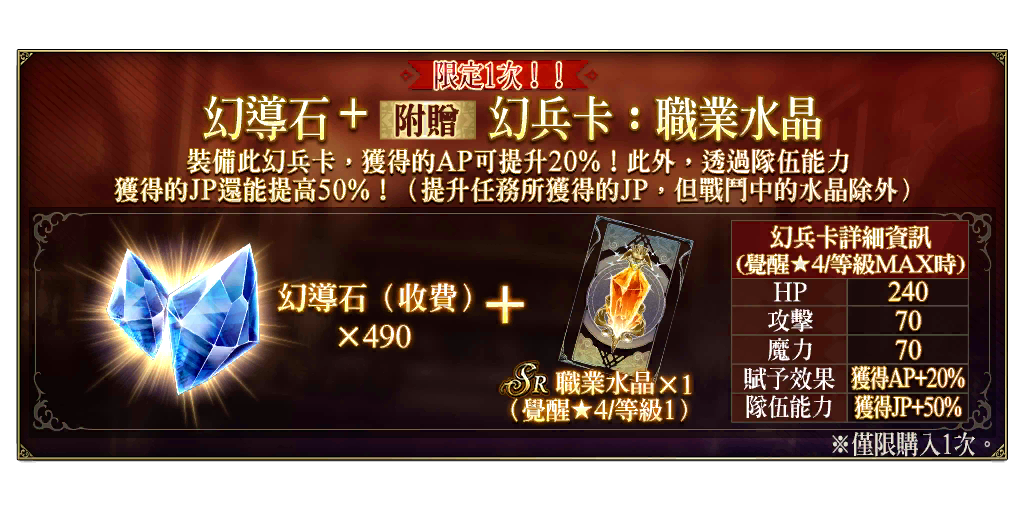 限定1次！！
幻導石＋ 附贈 幻兵卡：職業水晶
裝備此幻兵卡，獲得的AP可提升20%！此外，透過隊伍能力
獲得的JP還能提高50%！（提升任務所獲得的JP，但戰鬥中的水晶除外）
幻導石（收費）
×490
＋
SR 職業水晶×1
（覺醒★4/等級1）
幻兵卡詳細資訊
(覺醒★4/等級MAX時)
HP 240
攻擊 70
魔力 70
賦予效果 獲得AP+20%
隊伍能力 獲得JP+50%
※僅限購入1次。